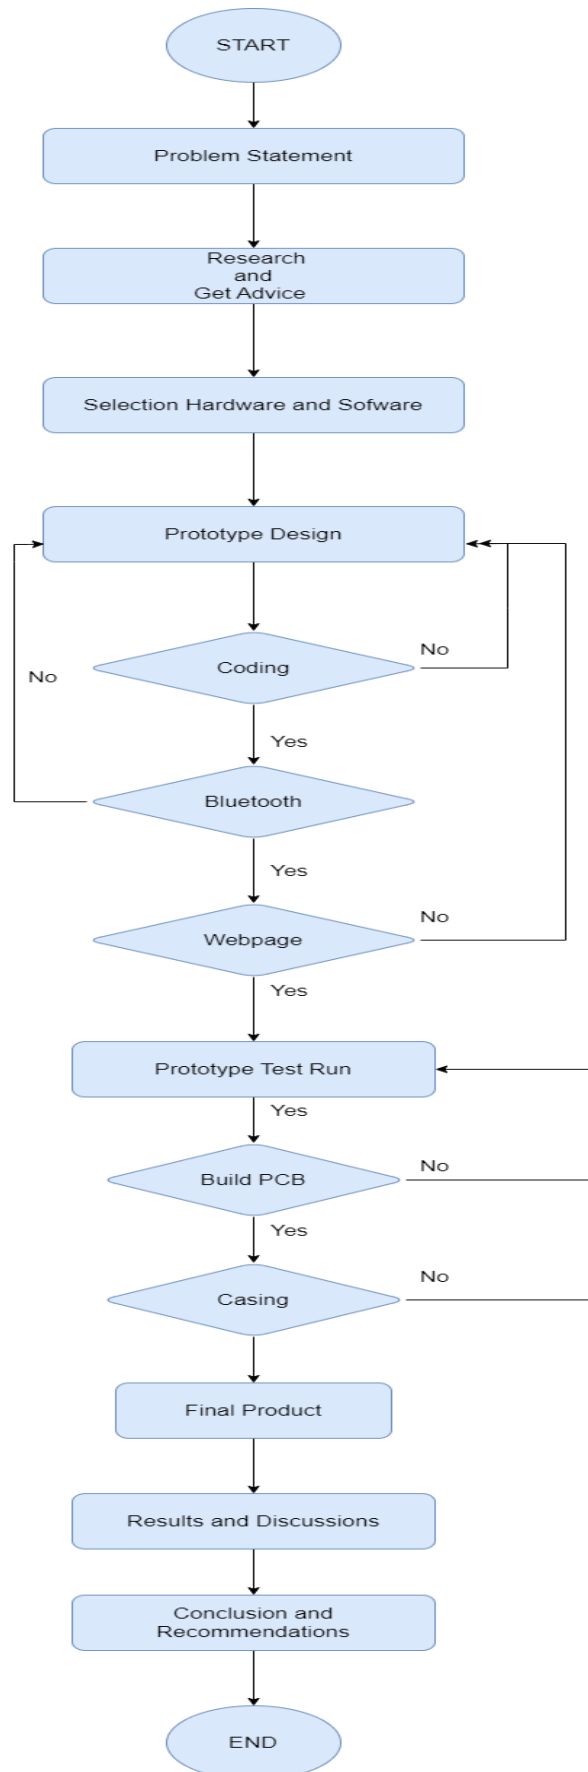 START
Problem Statement
Research
and
Get Advice
Selection Hardware and Sofware
Prototype Design
Coding
No
No
Yes
Bluetooth
Yes
Webpage
No
Yes
Prototype Test Run
Yes
Build PCB
No
Yes
Casing
No
Final Product
Results and Discussions
Conclusion and
Recommendations
END